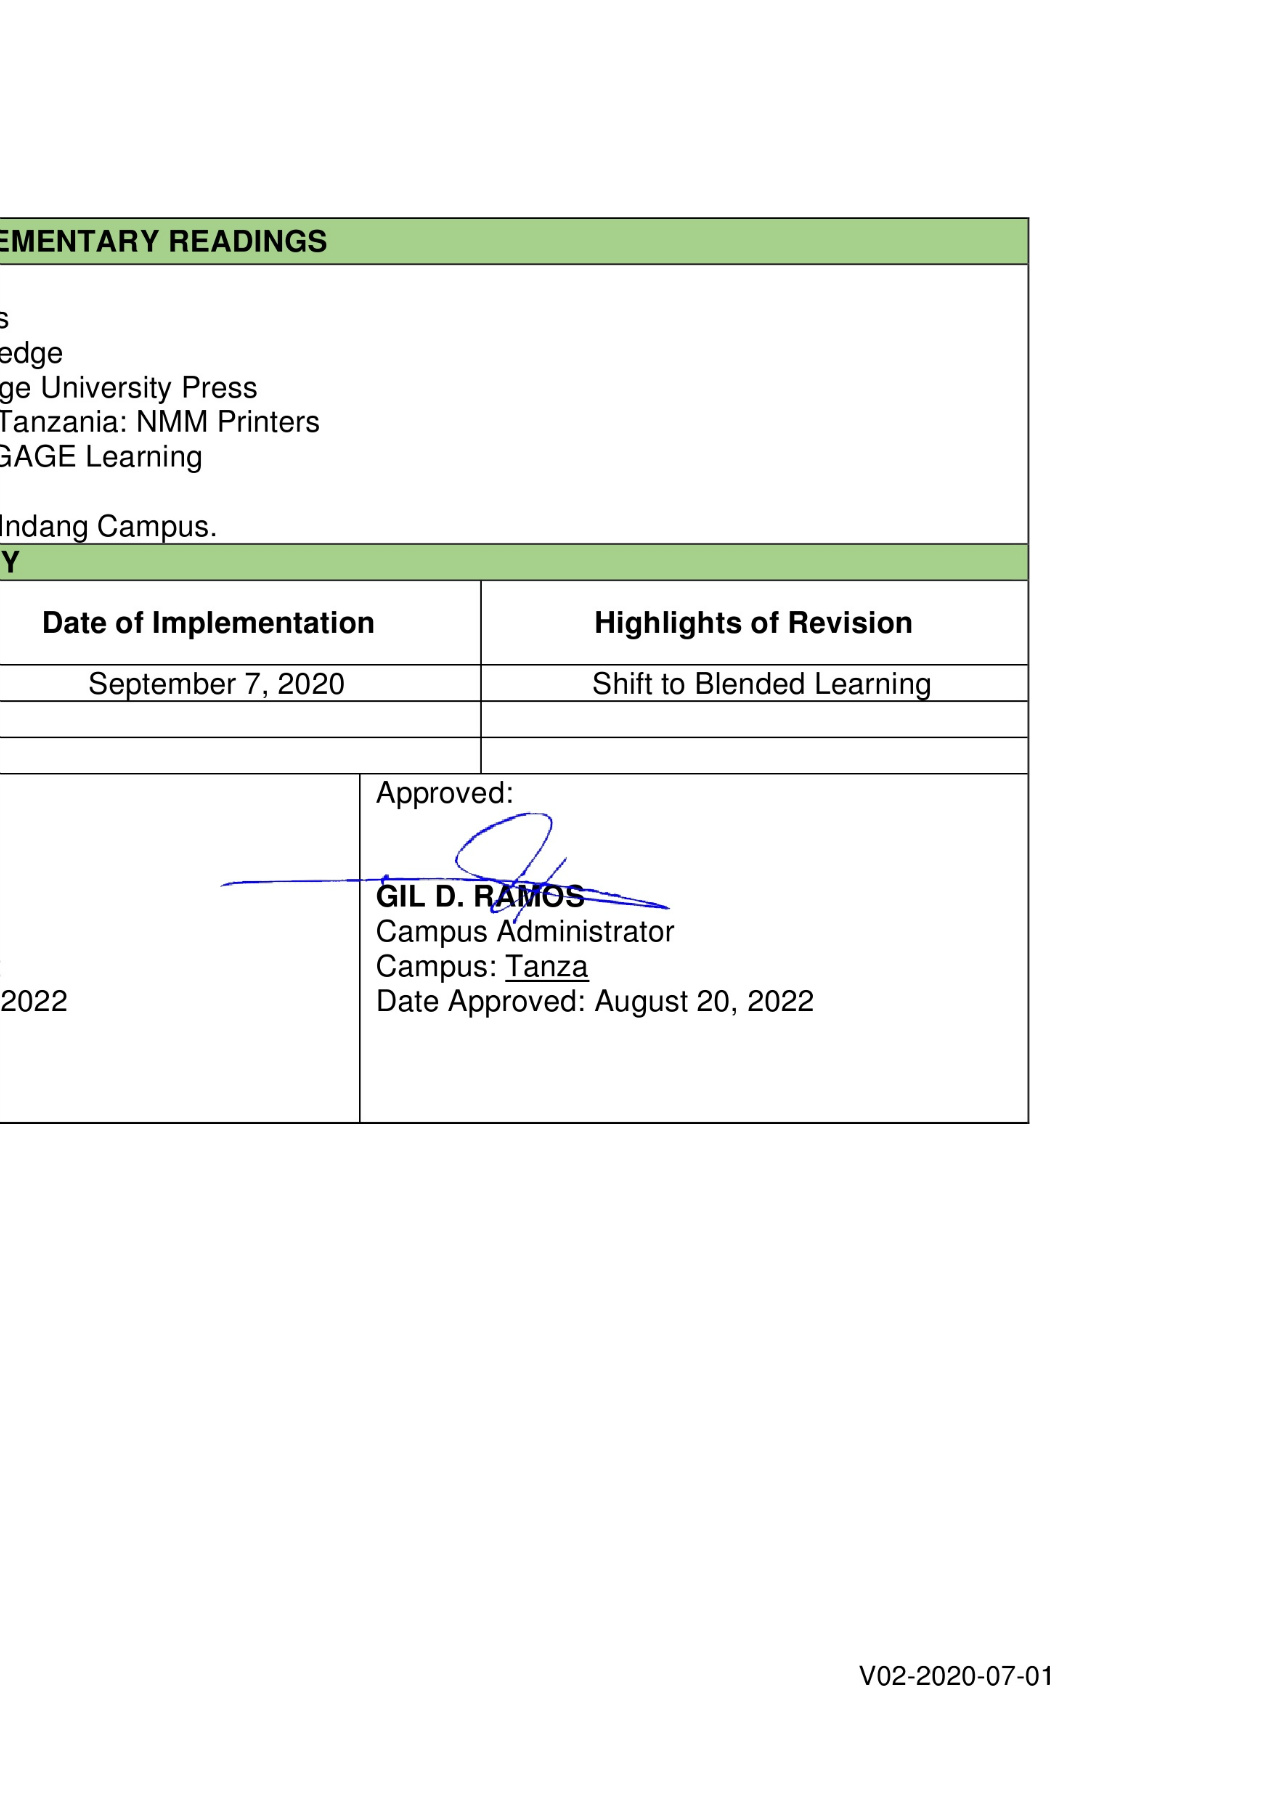 EMENTARY READINGS
s
edge
ge University Press
Tanzania: NMM Printers
GAGE Learning
Indang Campus.
Y
Date of Implementation Highlights of Revision
September 7, 2020 Shift to Blended Learning
Approved:
GIL D. RAMOS
Campus Administrator
Campus: Tanza
2022 Date Approved: August 20, 2022
V02-2020-07-01